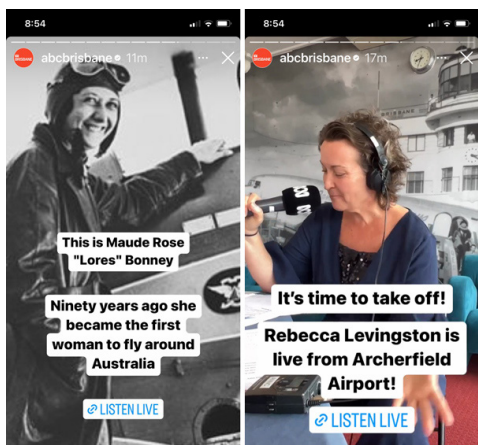 8:54
abcbrisbane 11m
This is Maude Rose
"Lores" Bonney
Ninety years ago she
became the first
woman to fly around
Australia
LISTEN LIVE
8:54
abcbrisbane 17m
BRISBANE
ABC
It's time to take off!
Rebecca Levingston is
live from Archerfield
Airport!
LISTEN LIVE